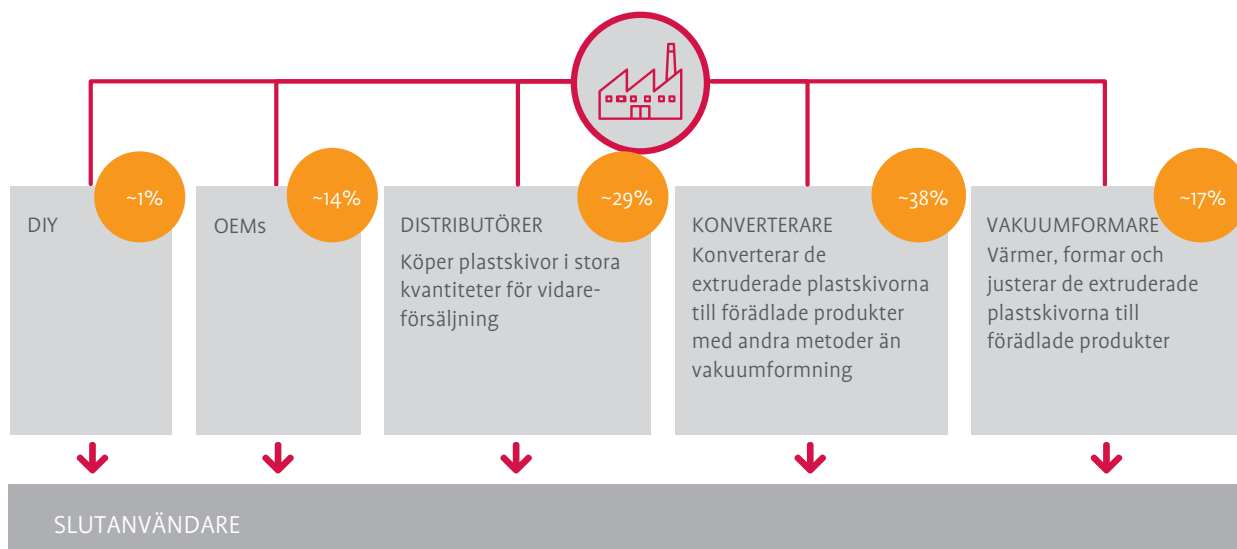 ~1%
DIY
~14%
OEMs
~29%
DISTRIBUTÖRER
Köper plastskivor i stora
kvantiteter för vidare-
försäljning
~38%
KONVERTERARE
Konverterar de
extruderade plastskivorna
till förädlade produkter
med andra metoder än
vakuumformning
~17%
VAKUUMFORMARE
Värmer, formar och
justerar de extruderade
plastskivorna till
förädlade produkter
SLUTANVÄNDARE